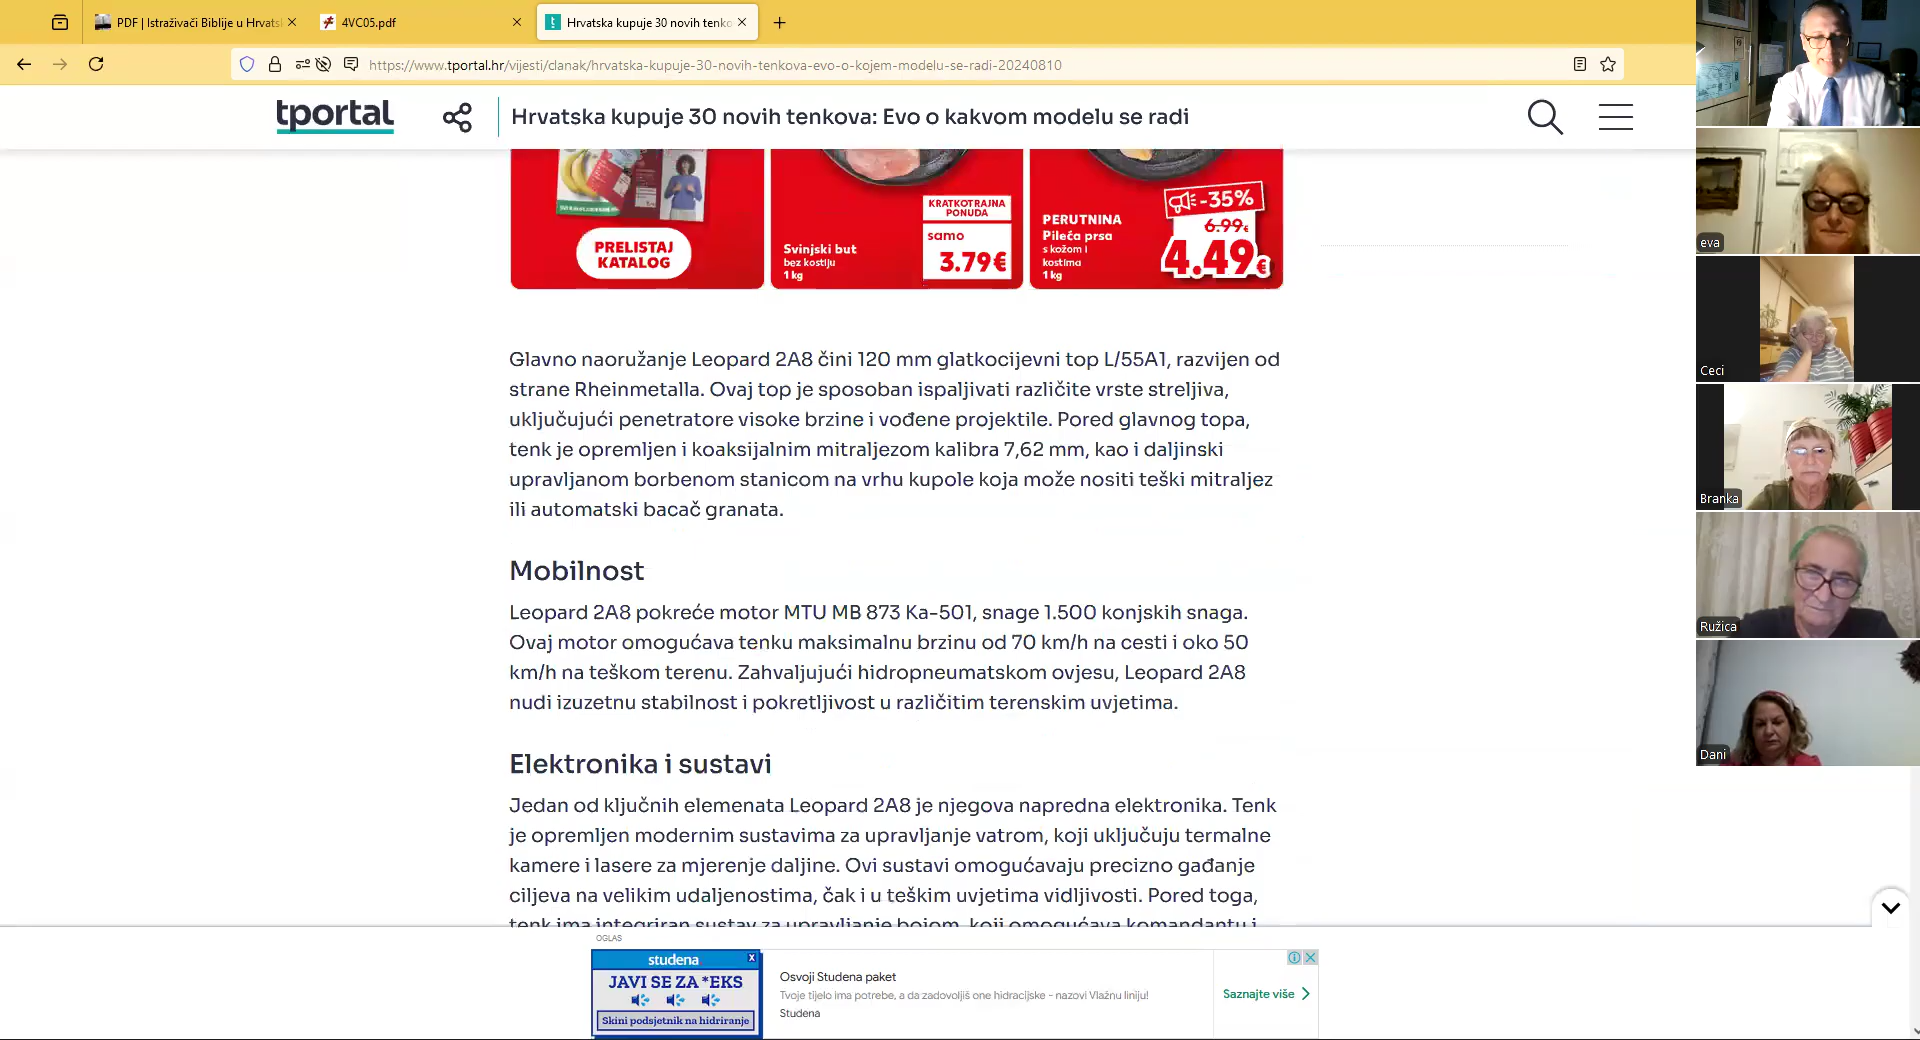 PDF | Istraživači Biblije u Hrvats
4VC05.pdf
Hrvatska kupuje 30 novih tenko
https://www.tportal.hr/vijesti/clanak/hrvatska-kupuje-30-novih-tenkova-evo-o-kojem-modelu-se-radi-20240810
tportal
Hrvatska kupuje 30 novih tenkova: Evo o kakvom modelu se radi
PRELISTAJ
KATALOG
Svinjski but
bez kostiju
1 kg
KRATKOTRAJNA
PONUDA
samo
3.79€
PERUTNINA
Pileća prsa
s kožom i
kostima
1 kg
-35%
6.99€
4.49€
Glavno naoružanje Leopard 2A8 čini 120 mm glatkocijevni top L/55A1, razvijen od
strane Rheinmetalla. Ovaj top je sposoban ispaljivati različite vrste streljiva,
uključujući penetratore visoke brzine i vođene projektile. Pored glavnog topa,
tenk je opremljen i koaksijalnim mitraljezom kalibra 7,62 mm, kao i daljinski
upravljanom borbenom stanicom na vrhu kupole koja može nositi teški mitraljez
ili automatski bacač granata.
Mobilnost
Leopard 2A8 pokreće motor MTU MB 873 Ka-501, snage 1.500 konjskih snaga.
Ovaj motor omogućava tenku maksimalnu brzinu od 70 km/h na cesti i oko 50
km/h na teškom terenu. Zahvaljujući hidropneumatskom ovjesu, Leopard 2A8
nudi izuzetnu stabilnost i pokretljivost u različitim terenskim uvjetima.
Elektronika i sustavi
Jedan od ključnih elemenata Leopard 2A8 je njegova napredna elektronika. Tenk
je opremljen modernim sustavima za upravljanje vatrom, koji uključuju termalne
kamere i lasere za mjerenje daljine. Ovi sustavi omogućavaju precizno gađanje
ciljeva na velikim udaljenostima, čak i u teškim uvjetima vidljivosti. Pored toga,
tenk ima integriran sustav za upravljanje bojom, koji omogućava komandantu i
OGLAS
studena
JAVI SE ZA *EKS
Skini podsjetnik na hidriranje
Osvoji Studena paket
Tvoje tijelo ima potrebe, a da zadovoljiš one hidracijske - nazovi Vlažnu liniju!
Studena
Saznajte više
eva
Ceci
Branka
Ružica
Dani